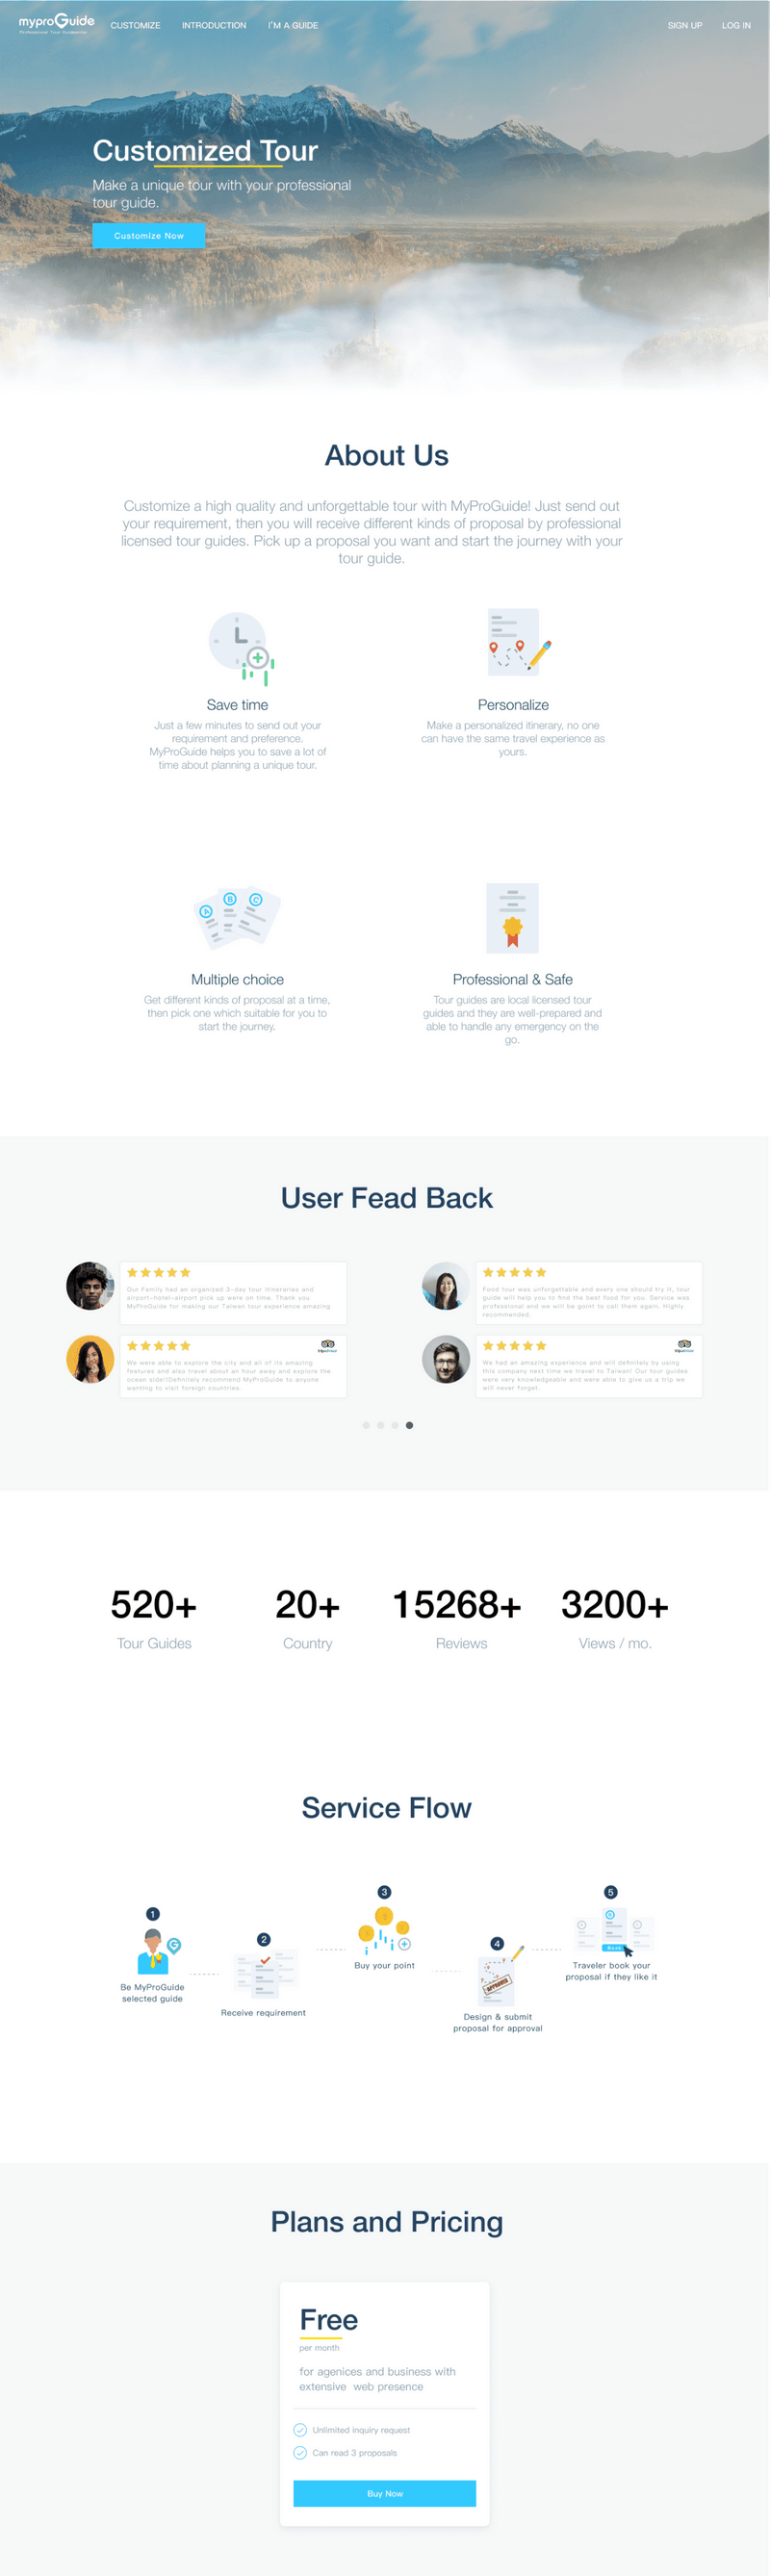 myproGuide
Professional Tour Guideence
CUSTOMIZE
INTRODUCTION
I'M A GUIDE
SIGN UP
LOG IN
Customized Tour
Make a unique tour with your professional
tour guide.
Customize Now
About Us
Customize a high quality and unforgettable tour with MyProGuide! Just send out
your requirement, then you will receive different kinds of proposal by professional
licensed tour guides. Pick up a proposal you want and start the journey with your
tour guide.
Save time
Just a few minutes to send out your
requirement and preference.
MyProGuide helps you to save a lot of
time about planning a unique tour.
Personalize
Make a personalized itinerary, no one
can have the same travel experience as
yours.
A
B
C
Multiple choice
Get different kinds of proposal at a time,
then pick one which suitable for you to
start the journey.
Professional & Safe
Tour guides are local licensed tour
guides and they are well-prepared and
able to handle any emergency on the
go.
User Fead Back
Our Family had an organized 3-day tour itineraries and
airport-hotel-airport pick up were on time. Thank you
MyProGuide for making our Taiwan tour experience amazing
Food tour was unforgettable and every one should try it, tour
guide will help you to find the best food for you. Service was
professional and we will be goint to call them again. Highly
recommended.
tripadvisor
We were able to explore the city and all of its amazing
features and also travel about an hour away and explore the
ocean side!!Definitely recommend MyProGuide to anyone
wanting to visit foreign countries.
tripadvisor
We had an amazing experience and will definitely by using
this company next time we travel to Taiwan! Our tour guides
were very knowledgeable and were able to give us a trip we
will never forget.
520+
Tour Guides
20+
Country
15268+
Reviews
3200+
Views / mo.
Service Flow
1
Be MyProGuide
selected guide
2
Receive requirement
3
Buy your point
4
APPROVED
Design & submit
proposal for approval
5
Book
Traveler book your
proposal if they like it
Plans and Pricing
Free
per month
for agenices and business with
extensive web presence
Unlimited inquiry request
Can read 3 proposals
Buy Now